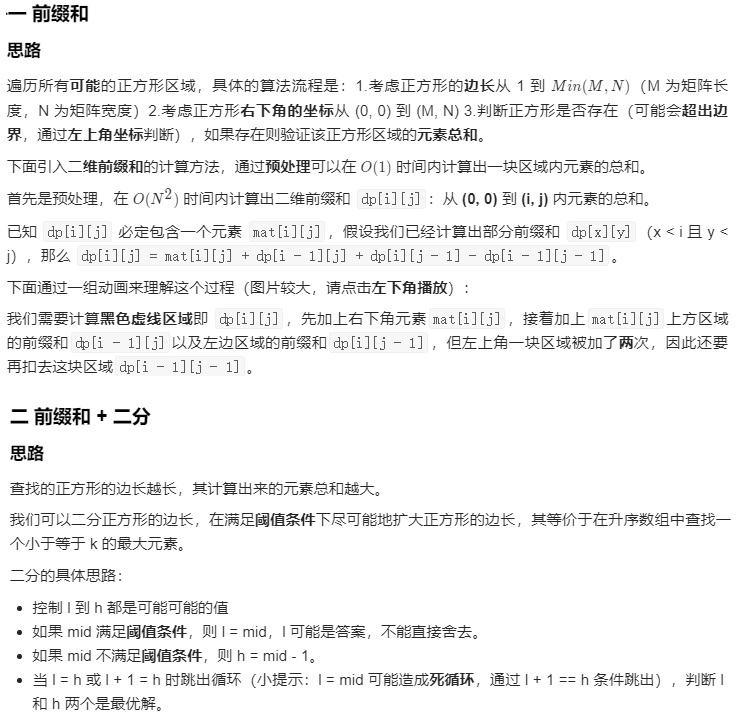 一 前缀和
思路
遍历所有可能的正方形区域，具体的算法流程是：1.考虑正方形的边长从 1 到 Min(M, N)（M 为矩阵长
度，N 为矩阵宽度）2.考虑正方形右下角的坐标从 (0, 0) 到 (M, N) 3.判断正方形是否存在（可能会超出边
界，通过左上角坐标判断），如果存在则验证该正方形区域的元素总和。
下面引入二维前缀和的计算方法，通过预处理可以在 O(1) 时间内计算出一块区域内元素的总和。
首先是预处理，在 O(N²) 时间内计算出二维前缀和 dp[i][j]：从 (0, 0) 到 (i, j) 内元素的总和。
已知 dp[i][j] 必定包含一个元素 mat[i][j]，假设我们已经计算出部分前缀和 dp[x][y]（x < i 且 y <
j），那么 dp[i][j] = mat[i][j] + dp[i - 1][j] + dp[i][j - 1] - dp[i - 1][j - 1]。
下面通过一组动画来理解这个过程（图片较大，请点击左下角播放）：
我们需要计算黑色虚线区域即 dp[i][j]，先加上右下角元素 mat[i][j]，接着加上 mat[i][j] 上方区域
的前缀和 dp[i - 1][j] 以及左边区域的前缀和 dp[i][j - 1]，但左上角一块区域被加了两次，因此还要
再扣去这块区域 dp[i - 1][j - 1]。
二 前缀和 + 二分
思路
查找的正方形的边长越长，其计算出来的元素总和越大。
我们可以二分正方形的边长，在满足阈值条件下尽可能地扩大正方形的边长，其等价于在升序数组中查找一
个小于等于 k 的最大元素。
二分的具体思路：
• 控制 l 到 h 都是可能可能的值
• 如果 mid 满足阈值条件，则 l = mid，l 可能是答案，不能直接舍去。
• 如果 mid 不满足阈值条件，则 h = mid - 1。
• 当 l = h 或 l + 1 = h 时跳出循环（小提示：l = mid 可能造成死循环，通过 l + 1 == h 条件跳出），判断 l
和 h 两个是最优解。